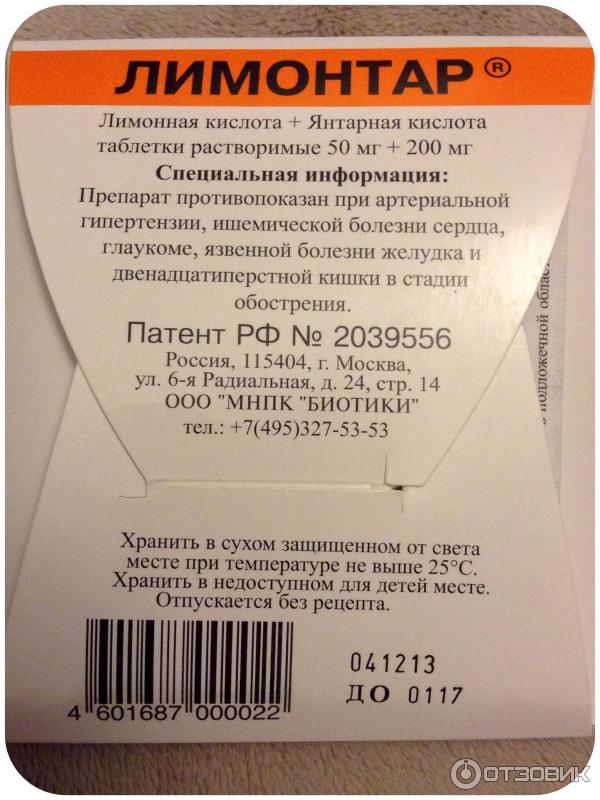 ЛИМОНТАР®
Лимонная кислота + Янтарная кислота
таблетки растворимые 50 мг + 200 мг
Специальная информация:
Препарат противопоказан при артериальной
гипертензии, ишемической болезни сердца,
глаукоме, язвенной болезни желудка и
двенадцатиперстной кишки в стадии
обострения.
Патент РФ № 2039556
Россия, 115404, г. Москва,
ул. 6-я Радиальная, д. 24, стр. 14
ООО "МНПК "БИОТИКИ"
тел.: +7(495)327-53-53
подложечной облас
Хранить в сухом защищенном от света
месте при температуре не выше 25°С.
Хранить в недоступном для детей месте.
Отпускается без рецепта.
041213
ДО 0117
4 601687 000022
ОТЗОВИК